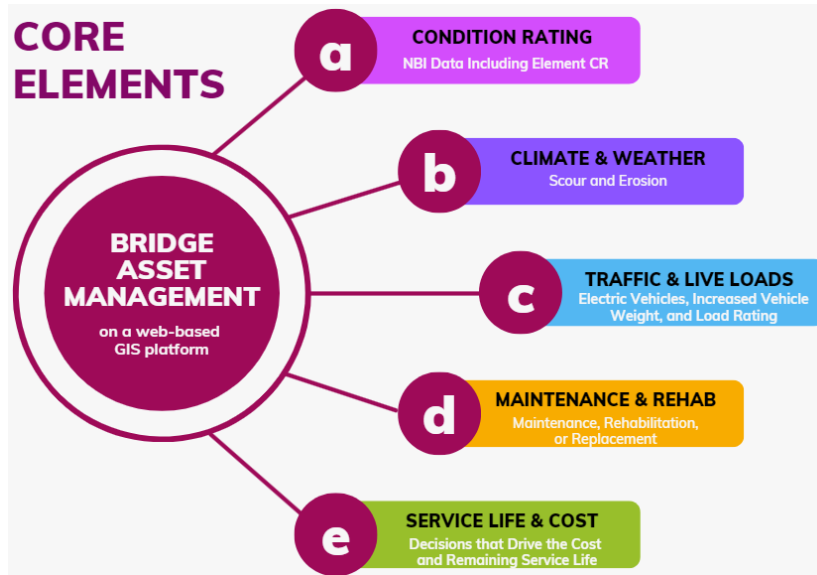 CORE
ELEMENTS
a
CONDITION RATING
NBI Data Including Element CR
b
CLIMATE & WEATHER
Scour and Erosion
BRIDGE
ASSET
MANAGEMENT
on a web-based
GIS platform
c
TRAFFIC & LIVE LOADS
Electric Vehicles, Increased Vehicle
Weight, and Load Rating
d
MAINTENANCE & REHAB
Maintenance, Rehabilitation,
or Replacement
e
SERVICE LIFE & COST
Decisions that Drive the Cost
and Remaining Service Life